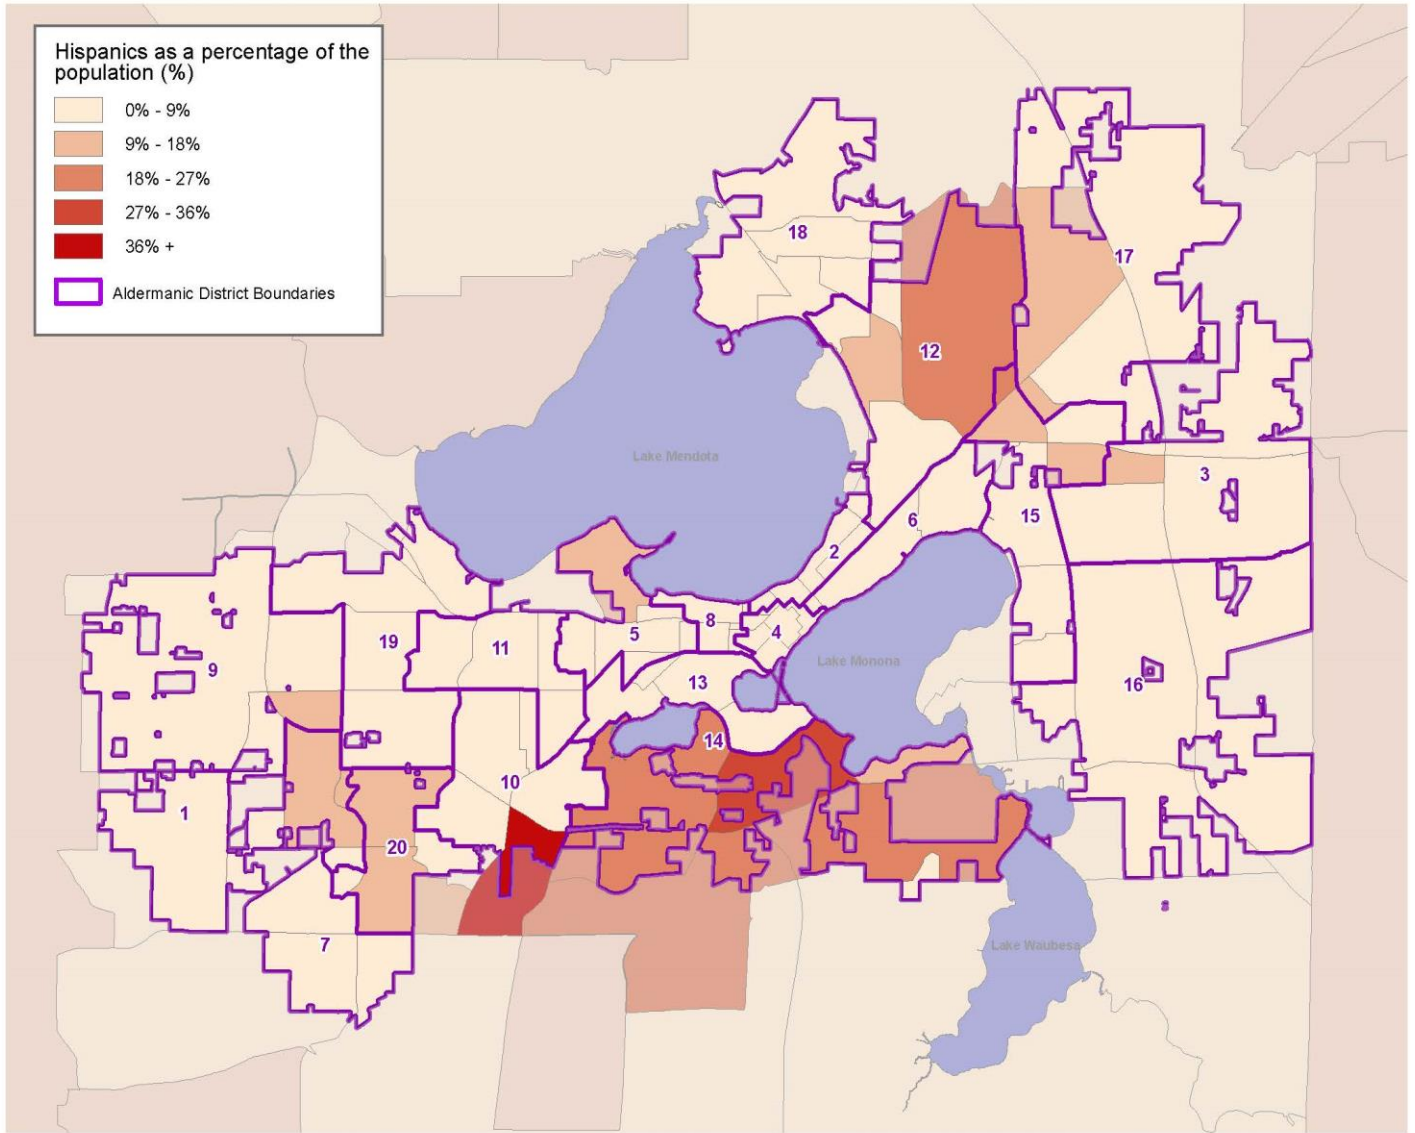 Hispanics as a percentage of the
population (%)
0% - 9%
9% - 18%
18% - 27%
27% - 36%
36% +
Aldermanic District Boundaries
18
17
12
Lake Mendota
3
15
6
2
8
4
5
19
11
9
Lake Monona
13
16
14
10
1
20
7
Lake Waubesa